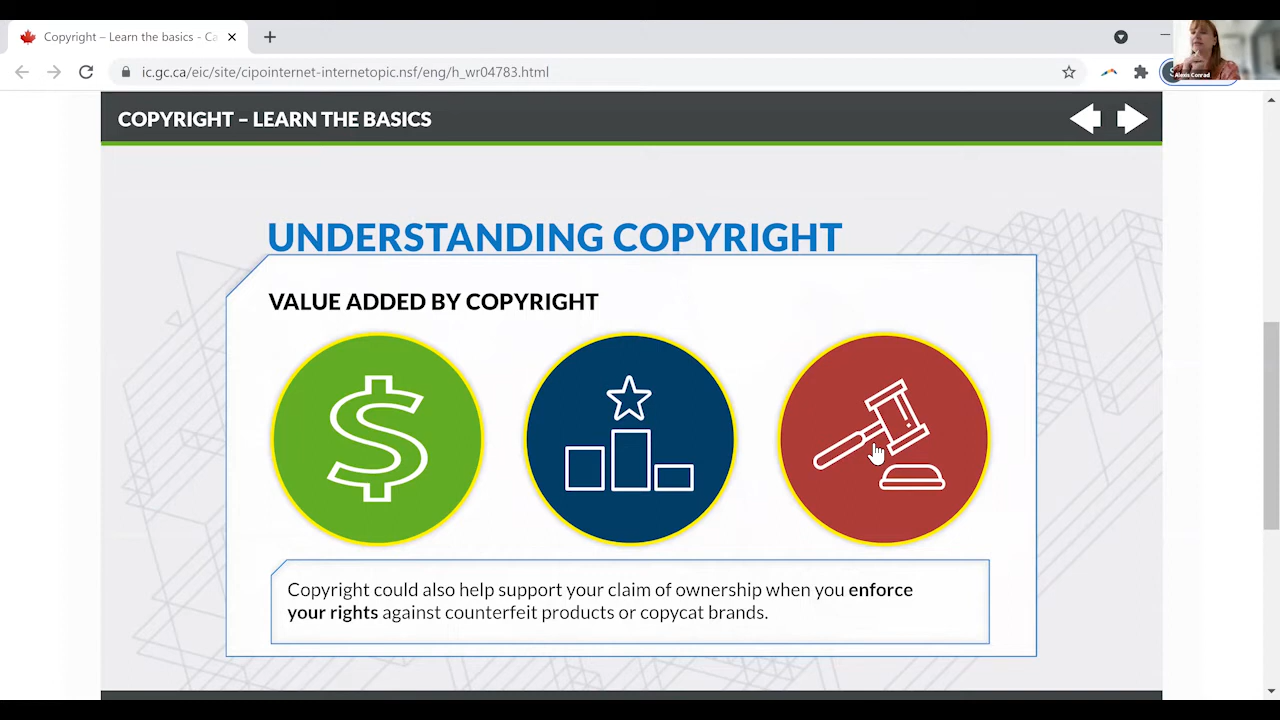 Copyright – Learn the basics - Ca
ic.gc.ca/eic/site/cipointernet-internetopic.nsf/eng/h_wr04783.html
Alexis Conrad
COPYRIGHT – LEARN THE BASICS
UNDERSTANDING COPYRIGHT
VALUE ADDED BY COPYRIGHT
$
Copyright could also help support your claim of ownership when you enforce
your rights against counterfeit products or copycat brands.